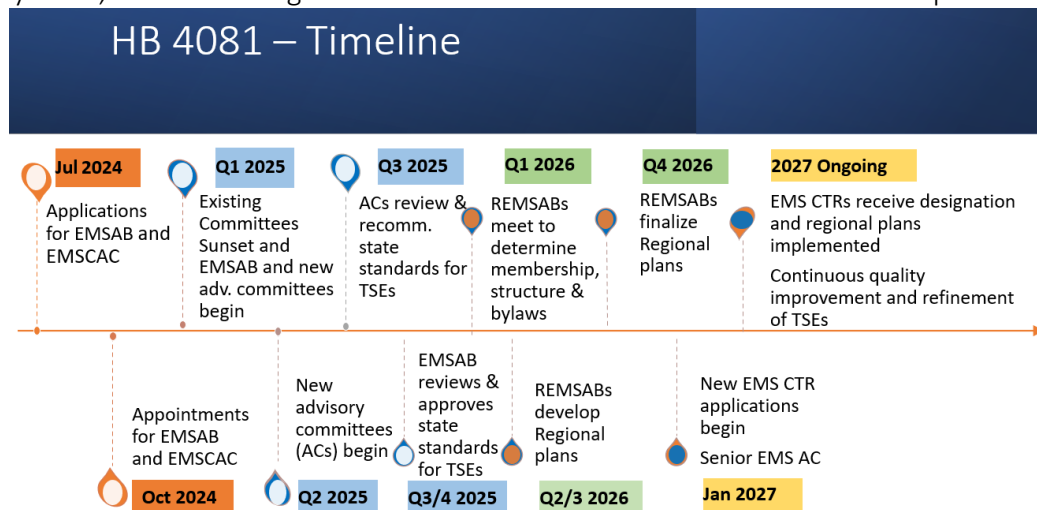 HB 4081 – Timeline
Jul 2024
Applications
for EMSAB and
EMSCAC
Q1 2025
Existing
Committees
Sunset and
EMSAB and new
adv. committees
begin
Q3 2025
ACs review &
recomm.
state
standards for
TSEs
Q1 2026
REMSABs
meet to
determine
membership,
structure &
bylaws
Q4 2026
REMSABs
finalize
Regional
plans
2027 Ongoing
EMS CTRs receive designation
and regional plans
implemented
Continuous quality
improvement and refinement
of TSEs
Appointments
for EMSAB
and EMSCAC
Oct 2024
New
advisory
committees
(ACs) begin
Q2 2025
EMSAB
reviews &
approves
state
standards
for TSEs
Q3/4 2025
REMSABs
develop
Regional
plans
Q2/3 2026
New EMS CTR
applications
begin
Senior EMS AC
Jan 2027